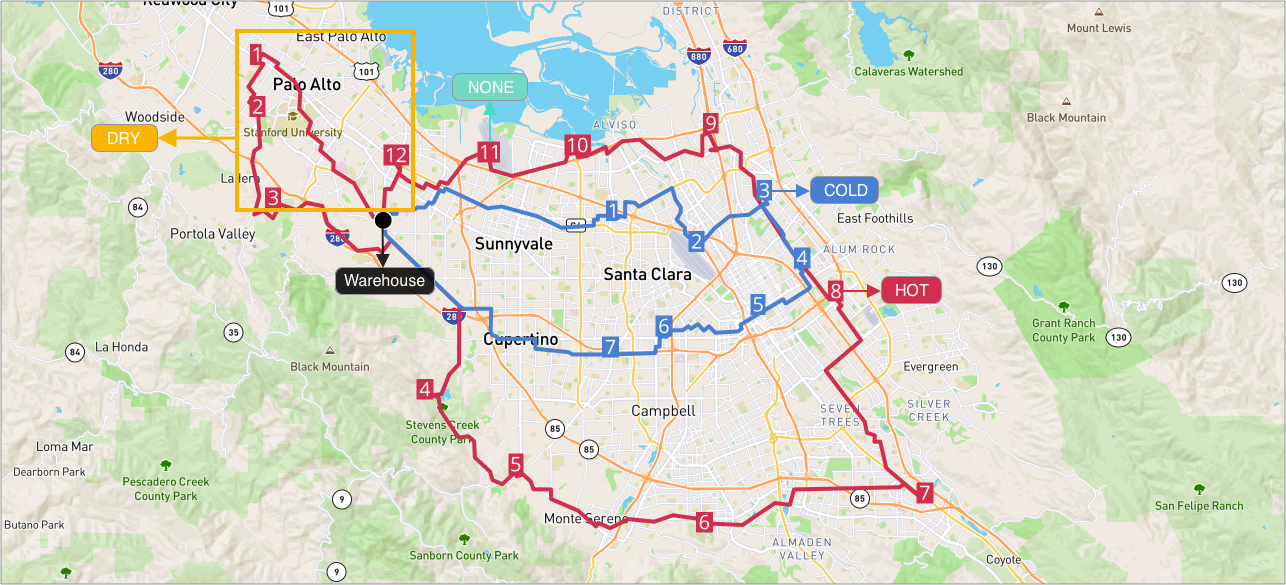 Redwood City
101
DISTRICT
East Palo Alto
Mount Lewis
880
680
1
280
101
Calaveras Watershed
Palo Alto
NONE
2
Woodside
Black Mountain
ALVISO
9
DRY
Stanford University
10
11
12
Ladera
3
COLD
3
84
1
East Foothills
Portola Valley
280
Sunnyvale
2
ALUM ROCK
4
Santa Clara
130
Warehouse
8
HOT
130
5
280
Grant Ranch
County Park
35
6
Cupertino
130
84
La Honda
7
Black Mountain
Evergreen
4
Campbell
SEVEN
TREES
SILVER
CREEK
Stevens Creek
County Park
85
85
Loma Mar
5
Dearborn Park
Pescadero Creek
County Park
9
85
7
San Felipe Ranch
Monte Sereno
6
Butano Park
ALMADEN
VALLEY
Sanborn County Park
Coyote
9